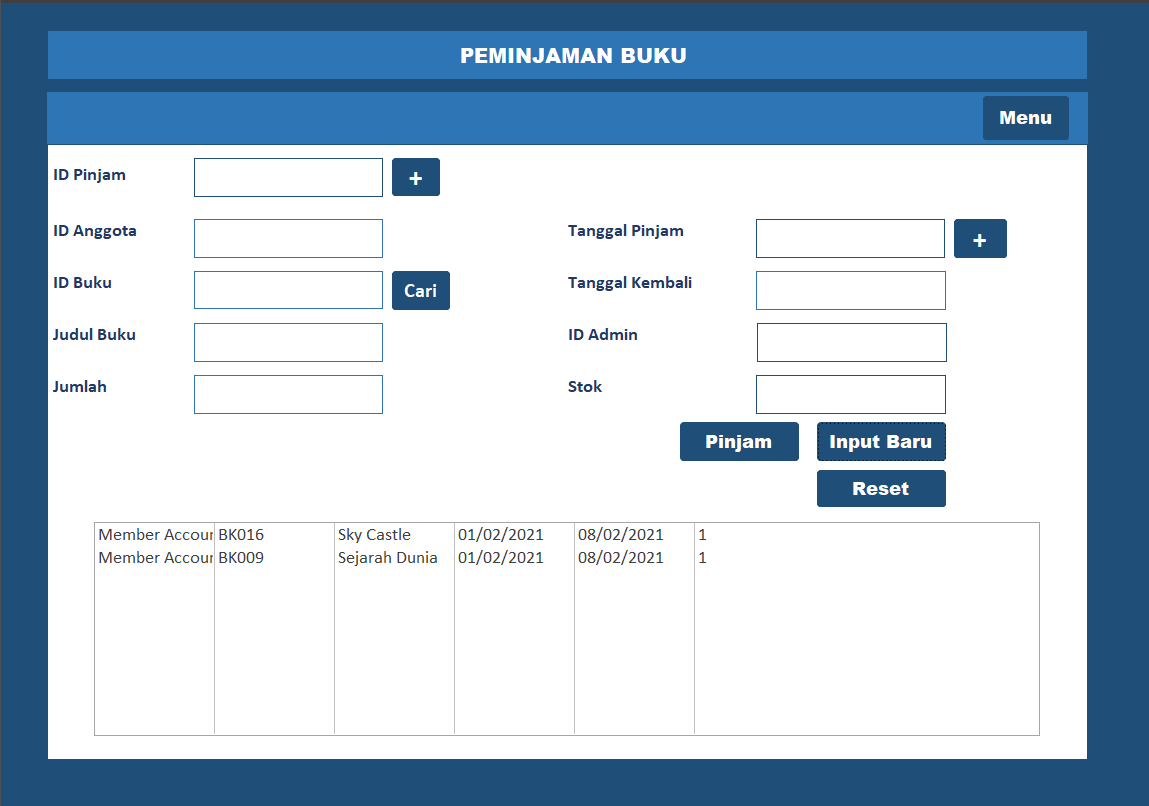 PEMINJAMAN BUKU
Menu
ID Pinjam +
ID Anggota Tanggal Pinjam +
ID Buku Cari Tanggal Kembali
Judul Buku ID Admin
Jumlah Stok
Pinjam Input Baru
Reset
Member Accour BK016 Sky Castle 01/02/2021 08/02/2021 1
Member Accour BK009 Sejarah Dunia 01/02/2021 08/02/2021 1